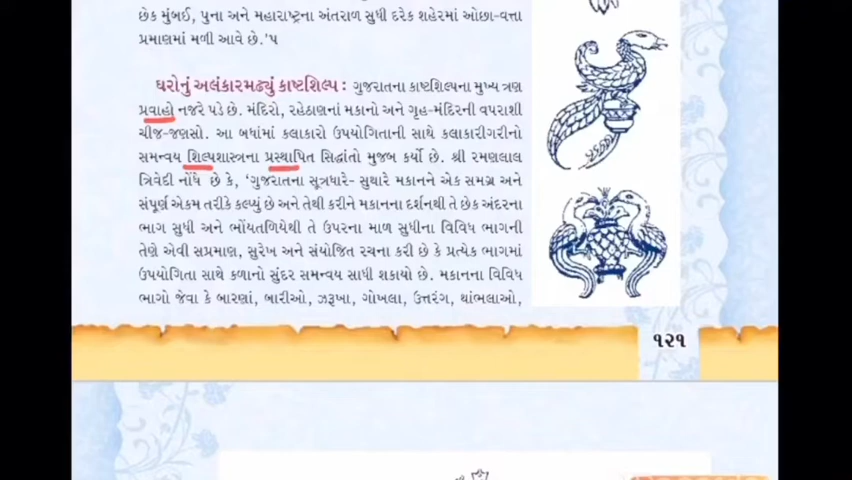 છેક મુંબઈ, પુના અને મહારાષ્ટ્રના અંતરાળ સુધી દરેક શહેરમાં ઓછા-વત્તા
પ્રમાણમાં મળી આવે છે.'૫
ઘરોનું અલંકારમઢ્યું કાષ્ટશિલ્પ : ગુજરાતના કાષ્ટશિલ્પના મુખ્ય ત્રણ
પ્રવાહો નજરે પડે છે. મંદિરો, રહેઠાણનાં મકાનો અને ગૃહ-મંદિરની વપરાશી
ચીજ-જણસો. આ બધાંમાં કલાકારો ઉપયોગિતાની સાથે કલાકારીગરીનો
સમન્વય શિલ્પશાસ્ત્રના પ્રસ્થાપિત સિદ્ધાંતો મુજબ કર્યો છે. શ્રી રમણલાલ
ત્રિવેદી નોંધે છે કે, 'ગુજરાતના સૂત્રધારે- સુથારે મકાનને એક સમગ્ર અને
સંપૂર્ણ એકમ તરીકે કલ્પ્યું છે અને તેથી કરીને મકાનના દર્શનથી તે છેક અંદરના
ભાગ સુધી અને ભોંયતળિયેથી તે ઉપરના માળ સુધીના વિવિધ ભાગની
તેણે એવી સપ્રમાણ, સુરેખ અને સંયોજિત રચના કરી છે કે પ્રત્યેક ભાગમાં
ઉપયોગિતા સાથે કળાનો સુંદર સમન્વય સાધી શકાયો છે. મકાનના વિવિધ
ભાગો જેવા કે બારણાં, બારીઓ, ઝરૂખા, ગોખલા, ઉત્તરંગ, થાંભલાઓ,
૧૨૧